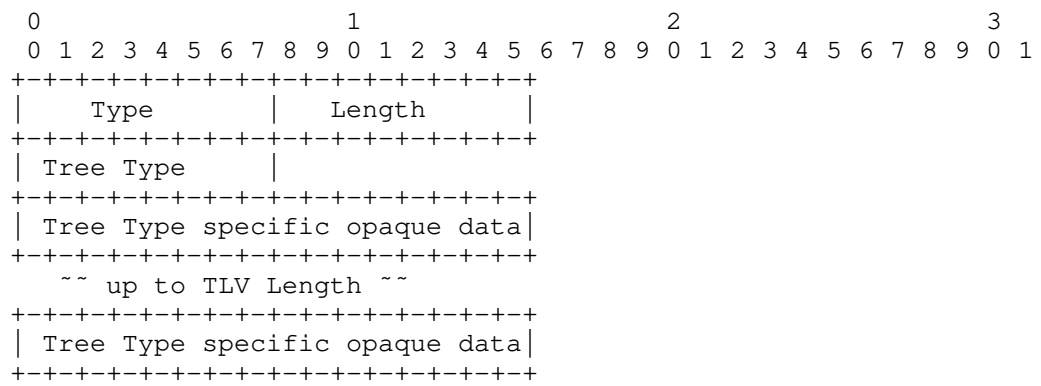 0                   1                   2                   3
 0 1 2 3 4 5 6 7 8 9 0 1 2 3 4 5 6 7 8 9 0 1 2 3 4 5 6 7 8 9 0 1
+-+-+-+-+-+-+-+-+-+-+-+-+-+-+-+-+
|    Type       |   Length      |
+-+-+-+-+-+-+-+-+-+-+-+-+-+-+-+-+
| Tree Type     |
+-+-+-+-+-+-+-+-+-+-+-+-+-+-+-+-+
| Tree Type specific opaque data|
+-+-+-+-+-+-+-+-+-+-+-+-+-+-+-+-+
   ~~ up to TLV Length ~~
+-+-+-+-+-+-+-+-+-+-+-+-+-+-+-+-+
| Tree Type specific opaque data|
+-+-+-+-+-+-+-+-+-+-+-+-+-+-+-+-+